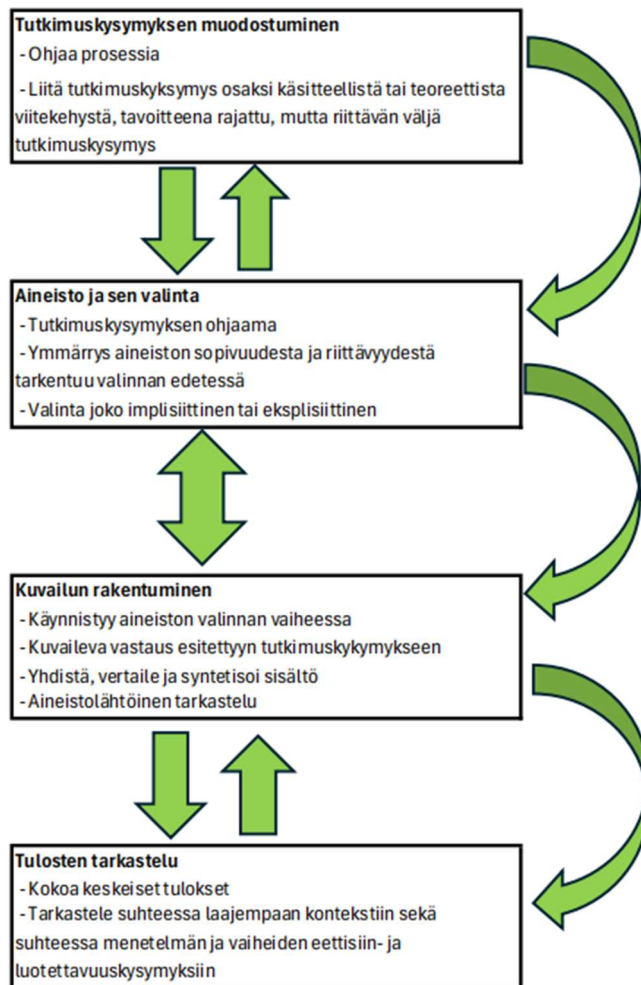 Tutkimuskysymyksen muodostuminen
- Ohjaa prosessia
- Liitä tutkimuskyksymys osaksi käsitteellistä tai teoreettista
viitekehystä, tavoitteena rajattu, mutta riittävän väljä
tutkimuskysymys
Aineisto ja sen valinta
- Tutkimuskysymyksen ohjaama
- Ymmärrys aineiston sopivuudesta ja riittävyydestä
tarkentuu valinnan edetessä
- Valinta joko implisiittinen tai eksplisiittinen
Kuvailun rakentuminen
- Käynnistyy aineiston valinnan vaiheessa
- Kuvaileva vastaus esitettyyn tutkimuskykymykseen
- Yhdistä, vertaile ja syntetisoi sisältö
- Aineistolähtöinen tarkastelu
Tulosten tarkastelu
- Kokoa keskeiset tulokset
- Tarkastele suhteessa laajempaan kontekstiin sekä
suhteessa menetelmän ja vaiheiden eettisiin- ja
luotettavuuskysymyksiin